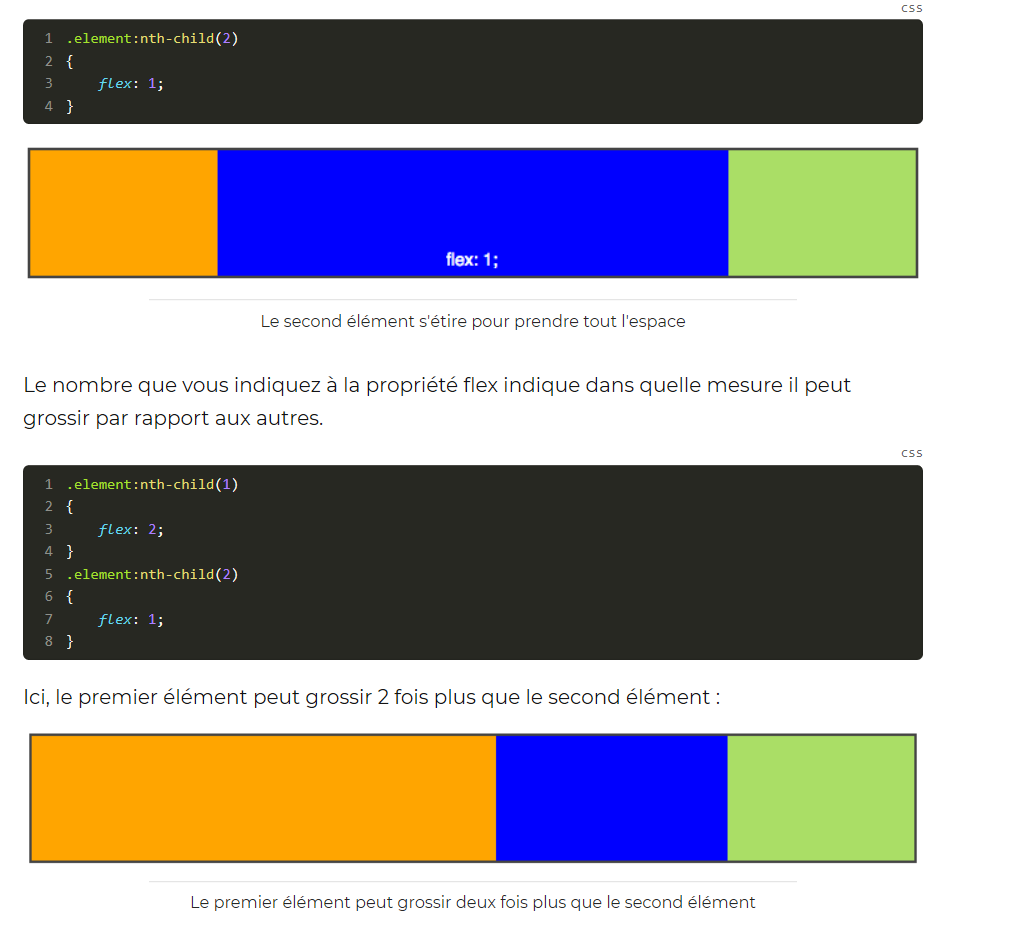 CSS
1 .element:nth-child(2)
2 {
3 flex: 1;
4 }
flex: 1;
Le second élément s'étire pour prendre tout l'espace
Le nombre que vous indiquez à la propriété flex indique dans quelle mesure il peut
grossir par rapport aux autres.
CSS
1 .element:nth-child(1)
2 {
3 flex: 2;
4 }
5 .element:nth-child(2)
6 {
7 flex: 1;
8 }
Ici, le premier élément peut grossir 2 fois plus que le second élément :
Le premier élément peut grossir deux fois plus que le second élément